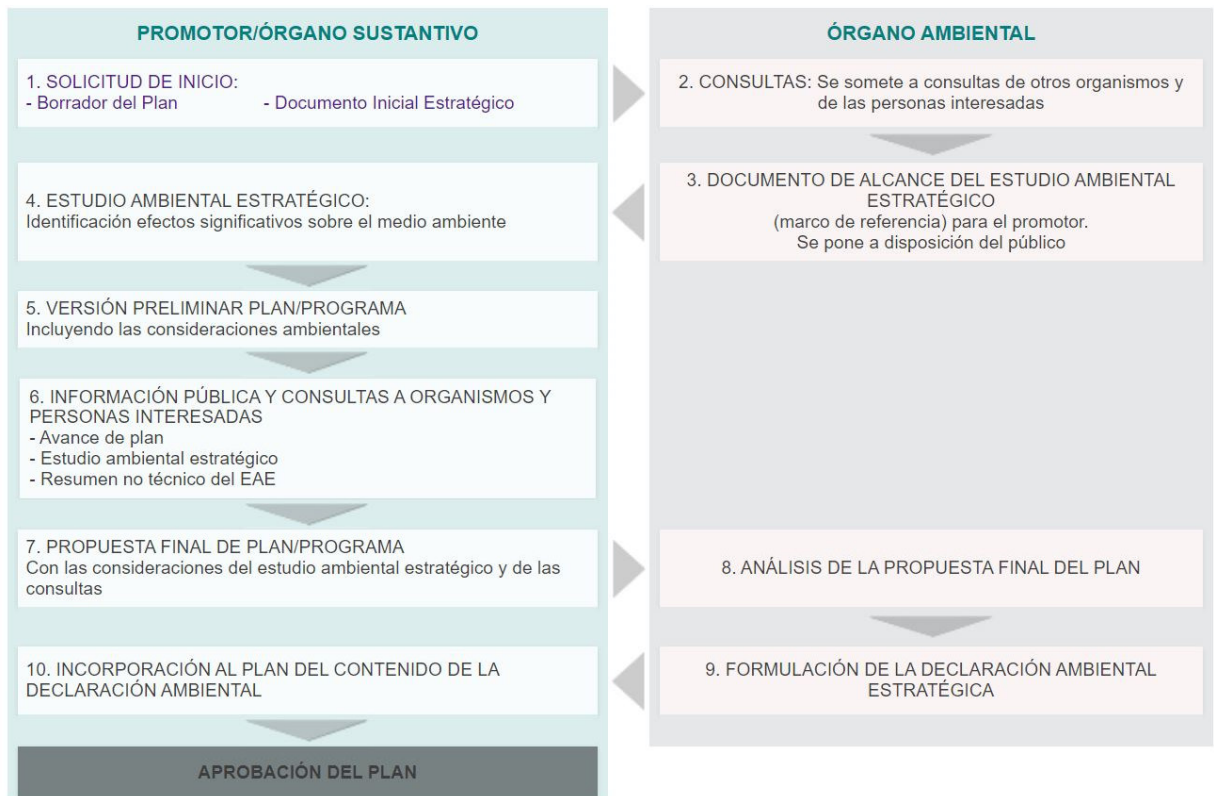 PROMOTOR/ÓRGANO SUSTANTIVO
ÓRGANO AMBIENTAL
1. SOLICITUD DE INICIO:
- Borrador del Plan - Documento Inicial Estratégico
2. CONSULTAS: Se somete a consultas de otros organismos y
de las personas interesadas
3. DOCUMENTO DE ALCANCE DEL ESTUDIO AMBIENTAL
ESTRATÉGICO
(marco de referencia) para el promotor.
Se pone a disposición del público
4. ESTUDIO AMBIENTAL ESTRATÉGICO:
Identificación efectos significativos sobre el medio ambiente
5. VERSIÓN PRELIMINAR PLAN/PROGRAMA
Incluyendo las consideraciones ambientales
6. INFORMACIÓN PÚBLICA Y CONSULTAS A ORGANISMOS Y
PERSONAS INTERESADAS
- Avance de plan
- Estudio ambiental estratégico
- Resumen no técnico del EAE
7. PROPUESTA FINAL DE PLAN/PROGRAMA
Con las consideraciones del estudio ambiental estratégico y de las
consultas
8. ANÁLISIS DE LA PROPUESTA FINAL DEL PLAN
9. FORMULACIÓN DE LA DECLARACIÓN AMBIENTAL
ESTRATÉGICA
10. INCORPORACIÓN AL PLAN DEL CONTENIDO DE LA
DECLARACIÓN AMBIENTAL
APROBACIÓN DEL PLAN